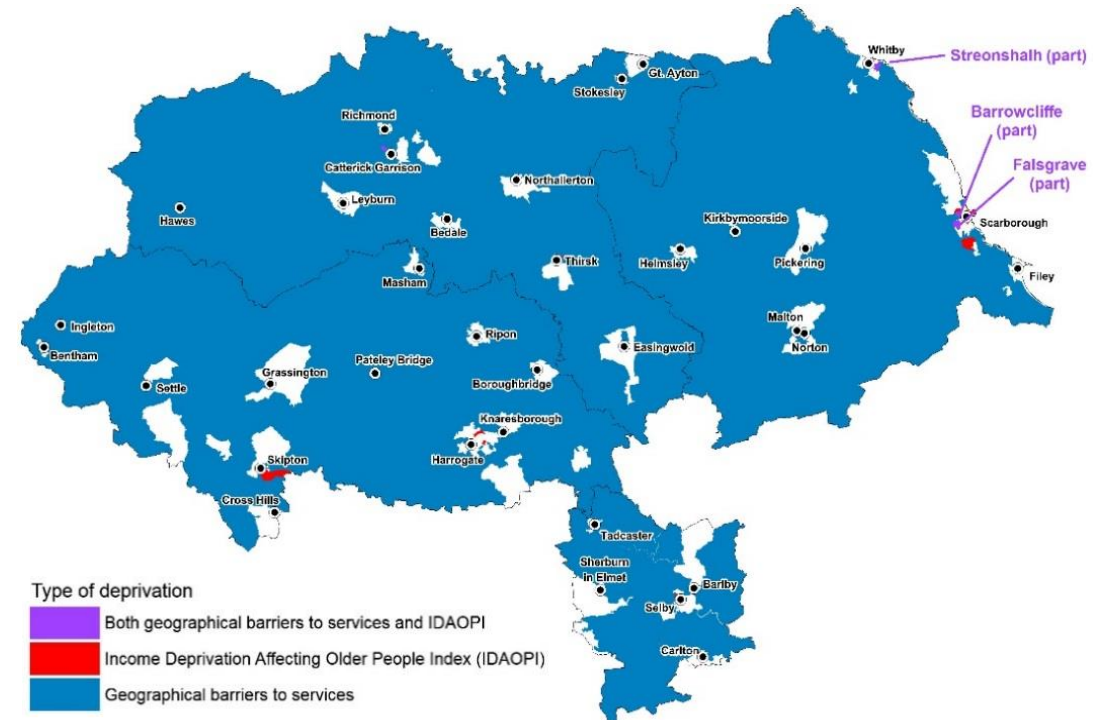 Whitby
Streonshalh (part)
Gt. Ayton
Stokesley
Richmond
Barrowcliffe
(part)
Catterick Garrison
Falsgrave
(part)
Northallerton
Leyburn
Hawes
Bedale
Kirkbymoorside
Scarborough
Helmsley
Pickering
Thirsk
Masham
Filey
Malton
Ingleton
Ripon
Norton
Bentham
Easingwold
Pateley Bridge
Grassington
Settle
Boroughbridge
Knaresborough
Harrogate
Skipton
Cross Hills
Tadcaster
Sherburn
in Elmet
Barlby
Selby
Carlton
Type of deprivation
Both geographical barriers to services and IDAOPI
Income Deprivation Affecting Older People Index (IDAOPI)
Geographical barriers to services